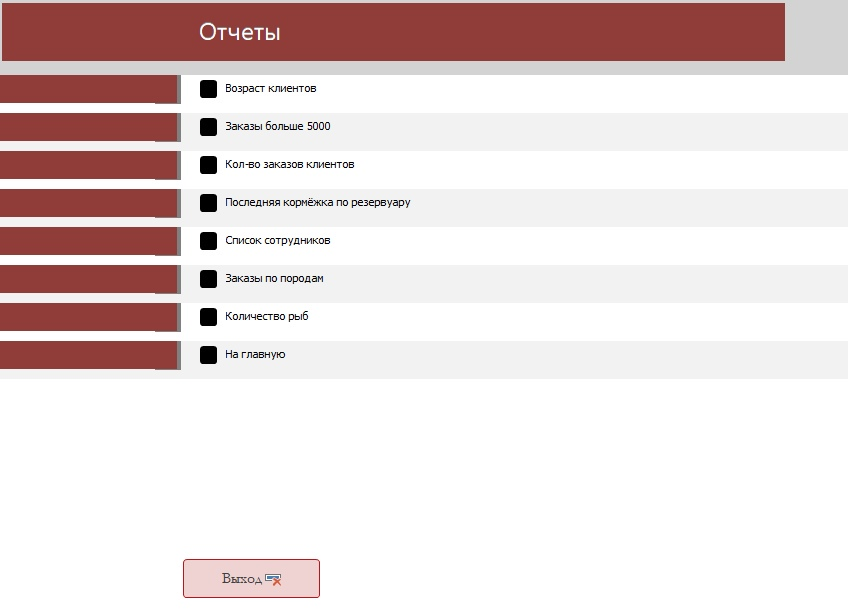 Отчеты
Возраст клиентов
Заказы больше 5000
Кол-во заказов клиентов
Последняя кормёжка по резервуару
Список сотрудников
Заказы по породам
Количество рыб
На главную
Выход